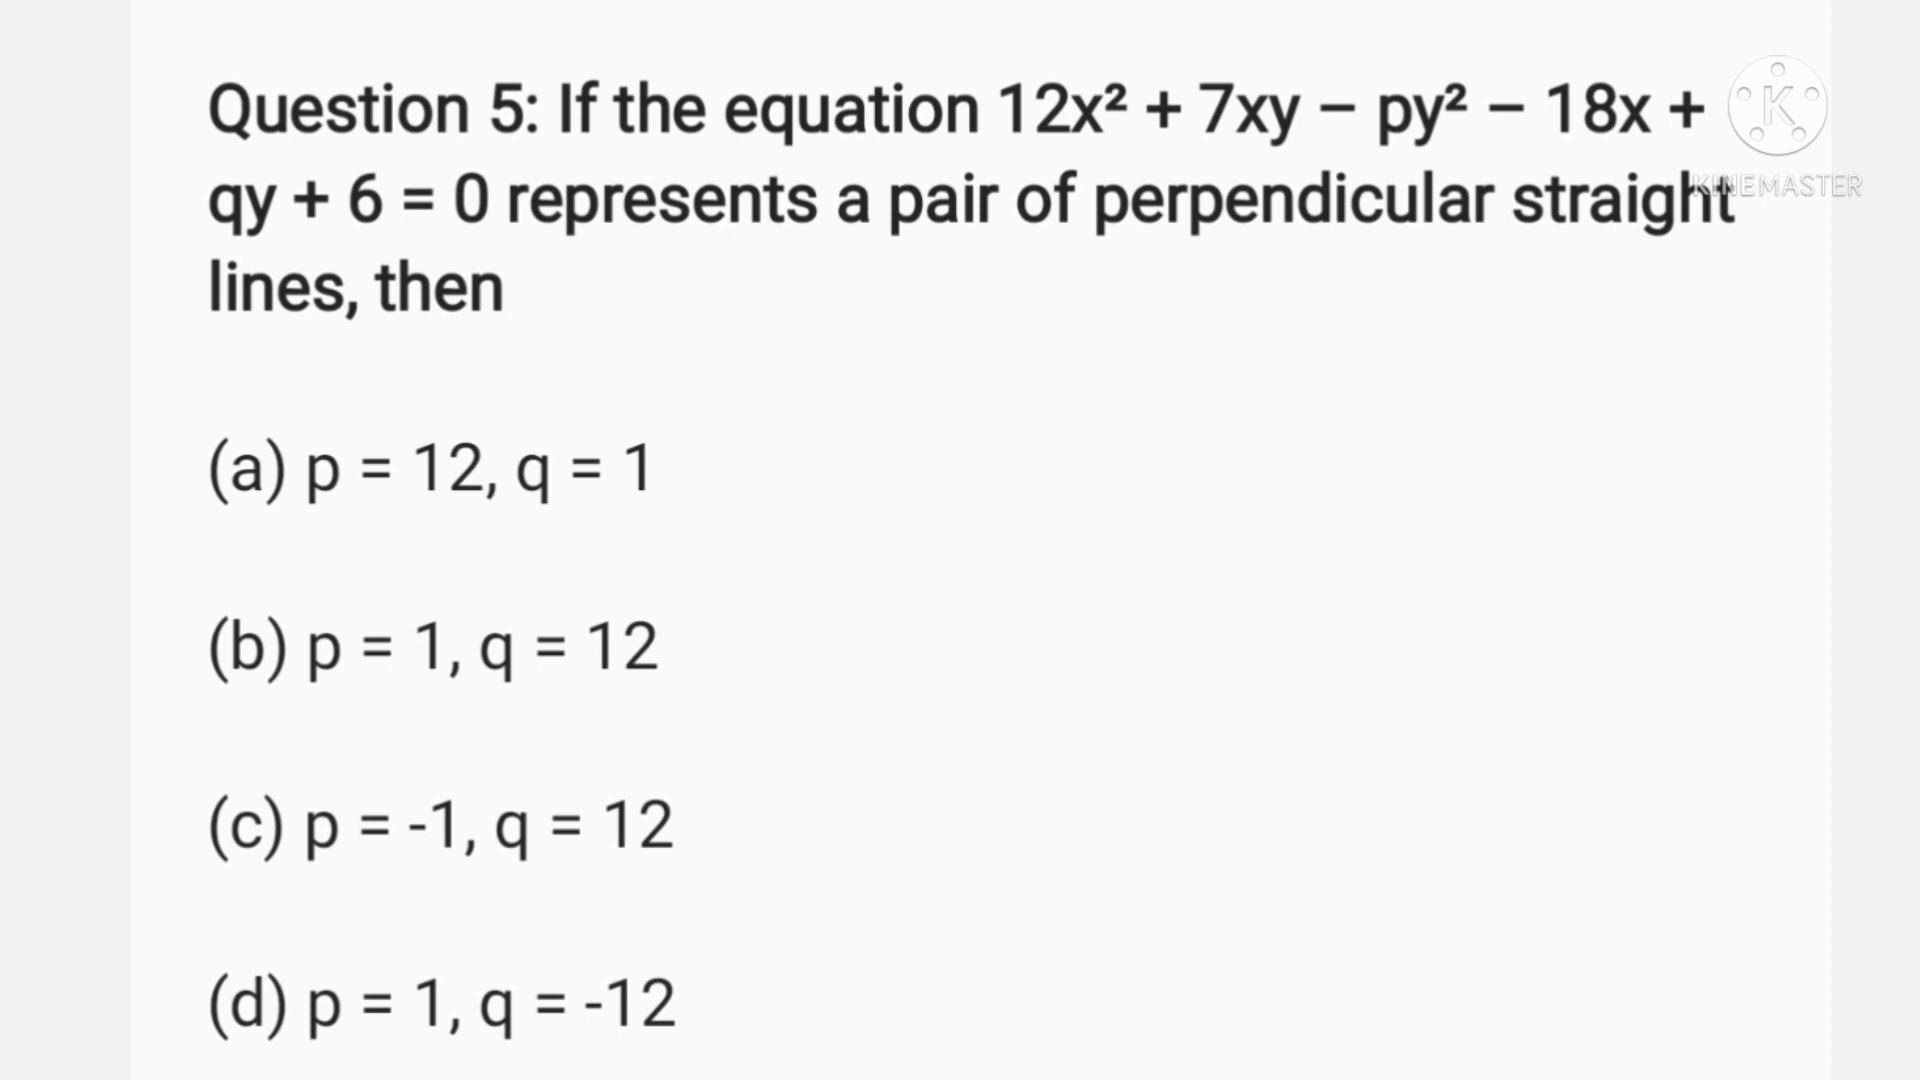 Question 5: If the equation 12x² + 7xy – py² – 18x +
qy + 6 = 0 represents a pair of perpendicular straight
lines, then
(a) p = 12, q = 1
(b) p = 1, q = 12
(c) p = -1, q = 12
(d) p = 1, q = -12
K
KINEMASTER